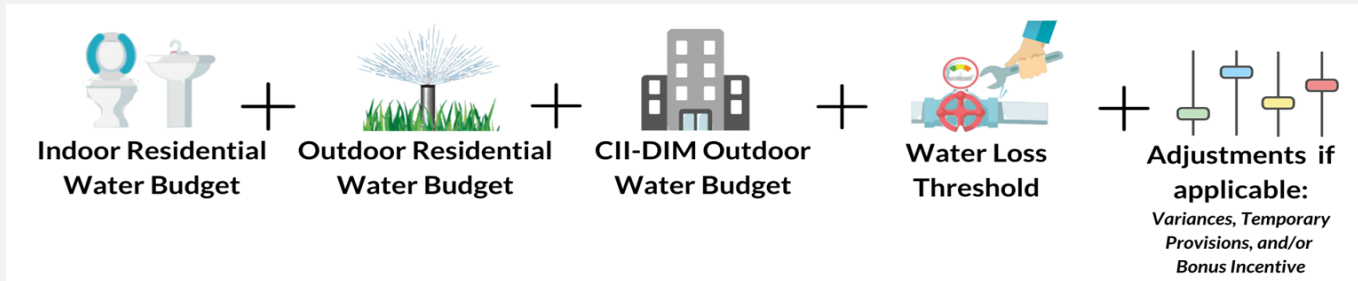 Indoor Residential
Water Budget
+
Outdoor Residential
Water Budget
+
CII-DIM Outdoor
Water Budget
+
Water Loss
Threshold
+
Adjustments if
applicable:
Variances, Temporary
Provisions, and/or
Bonus Incentive